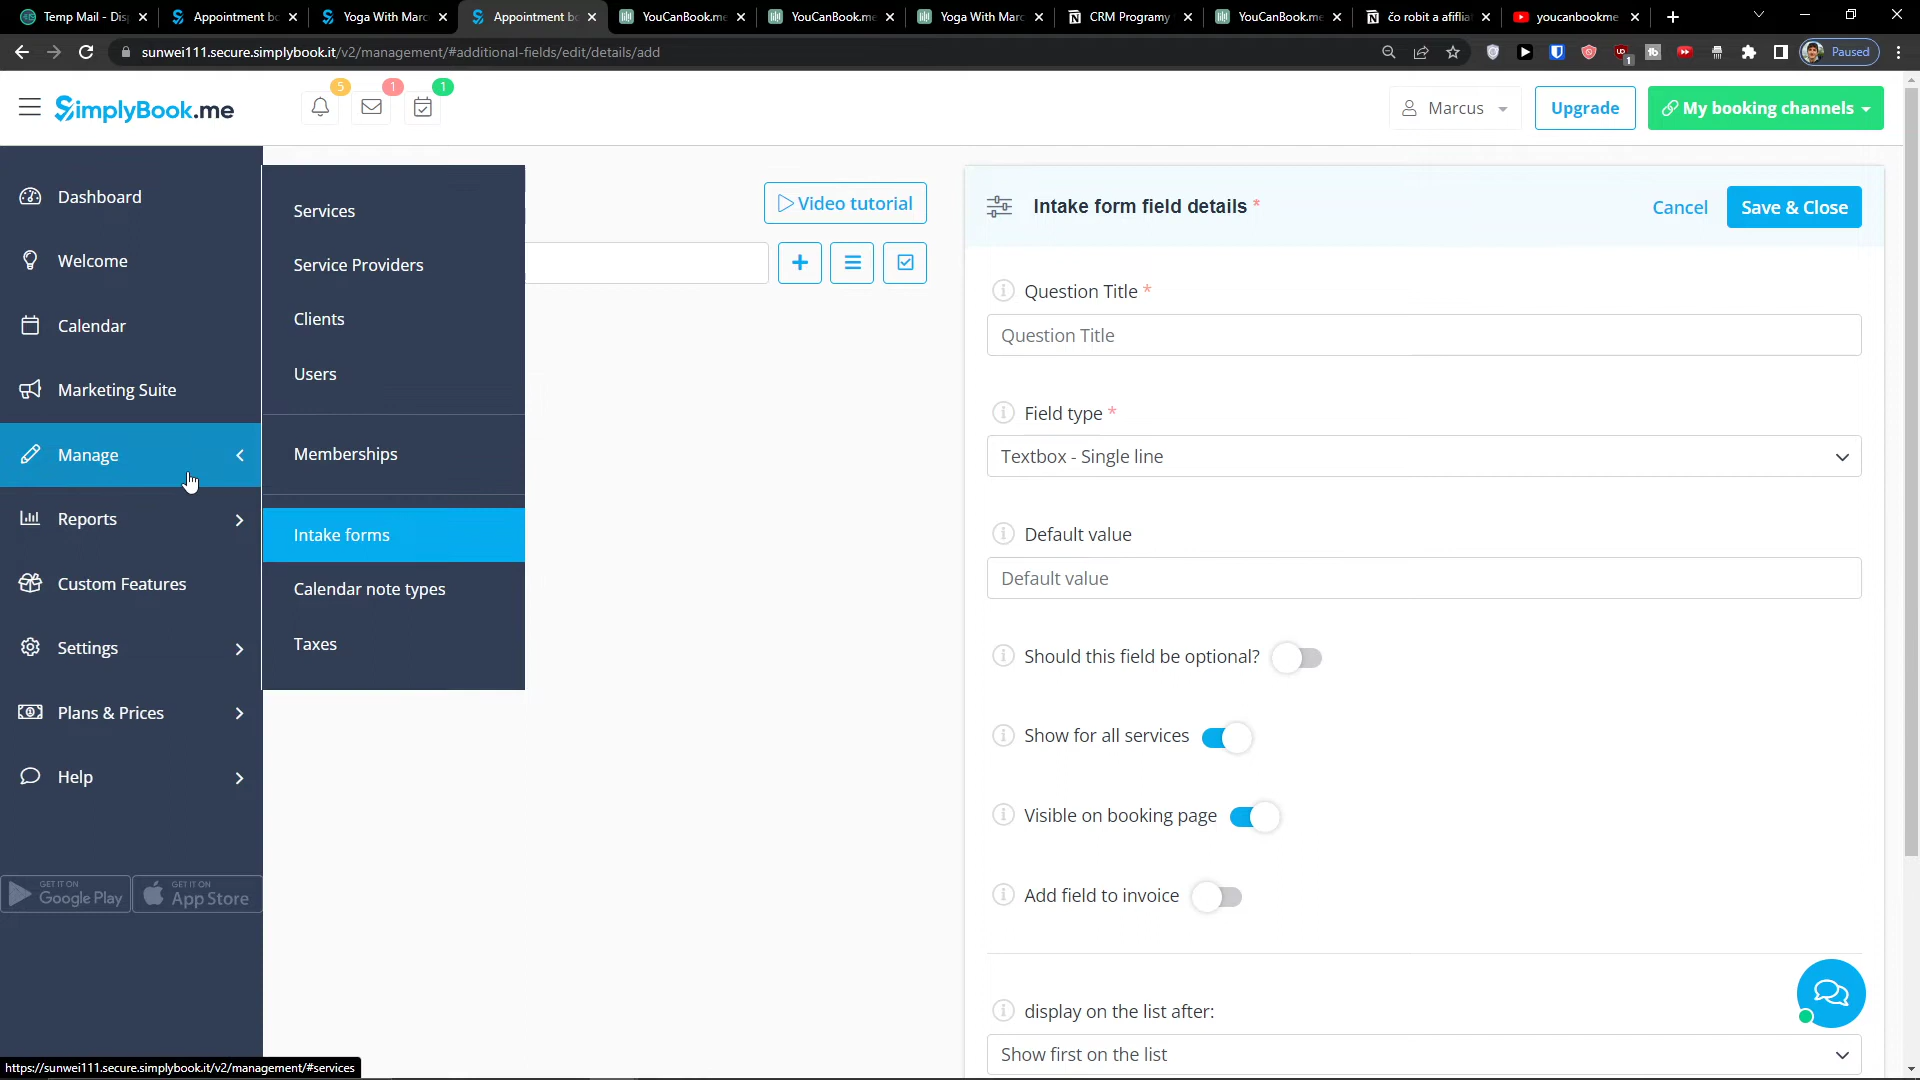 Temp Mail - Dis
Appointment bo
Yoga With Marc
Appointment bo
YouCanBook.me
YouCanBook.me
Yoga With Marc
CRM Programy
YouCanBook.me
čo robit a afiflia
youcanbookme
sunwei111.secure.simplybook.it/v2/management/#additional-fields/edit/details/add
1
Paused
SimplyBook.me
5
1
1
Marcus
Upgrade
My booking channels
Dashboard
Welcome
Calendar
Marketing Suite
Manage
Reports
Custom Features
Settings
Plans & Prices
Help
GET IT ON
Google Play
GET IT ON
App Store
Services
Service Providers
Clients
Users
Memberships
Intake forms
Calendar note types
Taxes
Video tutorial
Intake form field details *
Cancel
Save & Close
Question Title *
Question Title
Field type *
Textbox - Single line
Default value
Default value
Should this field be optional?
Show for all services
Visible on booking page
Add field to invoice
display on the list after:
Show first on the list
https://sunwei111.secure.simplybook.it/v2/management/#services